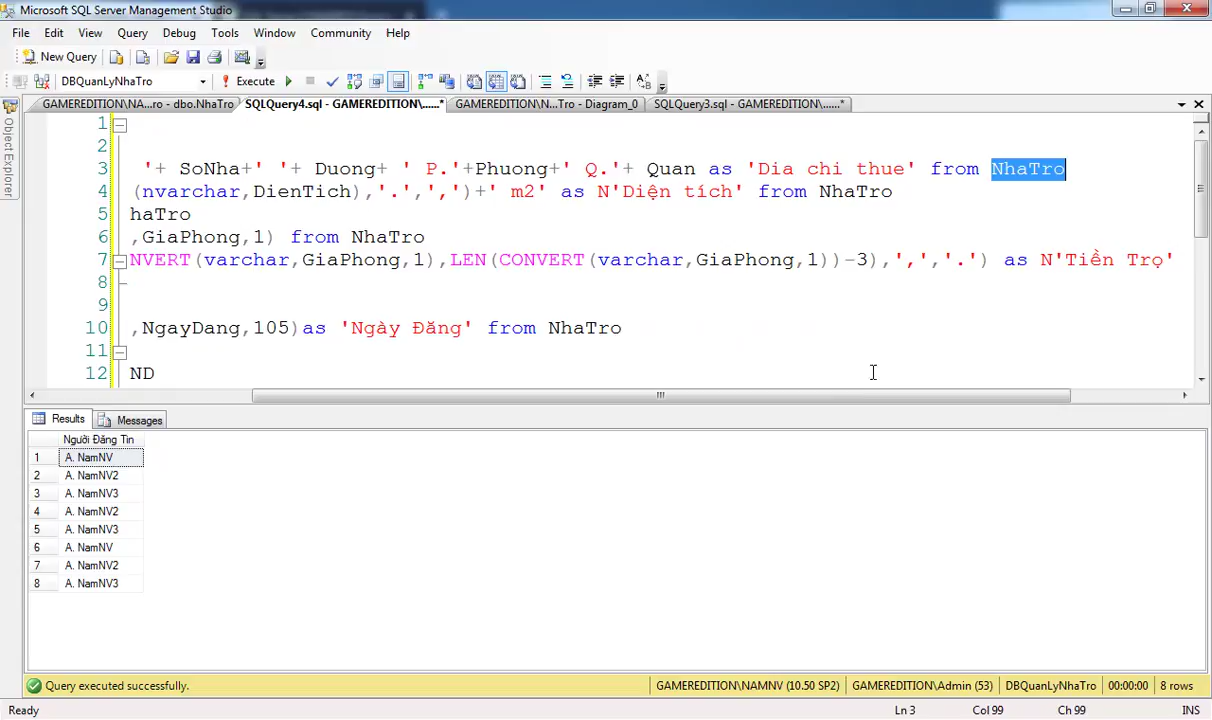 Microsoft SQL Server Management Studio
File Edit View Query Debug Tools Window Community Help
New Query
DBQuanLyNhaTro Execute
GAMEREDITION\NA...ro - dbo.NhaTro SQLQuery4.sql - GAMEREDITION\......* GAMEREDITION\N...Tro - Diagram_0 SQLQuery3.sql - GAMEREDITION\......*
Object Explorer
1
2
3 '+ SoNha+' '+ Duong+ ' P.'+Phuong+' Q.'+ Quan as 'Dia chi thue' from NhaTro
4 (nvarchar,DienTich),'.',',')+' m2' as N'Diện tích' from NhaTro
5 haTro
6 ,GiaPhong,1) from NhaTro
7 NVERT(varchar,GiaPhong,1),LEN(CONVERT(varchar,GiaPhong,1))-3),',','.') as N'Tiền Trọ'
8
9
10 ,NgayDang,105)as 'Ngày Đăng' from NhaTro
11
12 ND
Results Messages
Người Đăng Tin
1 A. NamNV
2 A. NamNV2
3 A. NamNV3
4 A. NamNV2
5 A. NamNV3
6 A. NamNV
7 A. NamNV2
8 A. NamNV3
Query executed successfully. GAMEREDITION\NAMNV (10.50 SP2) GAMEREDITION\Admin (53) DBQuanLyNhaTro 00:00:00 8 rows
Ready Ln 3 Col 99 Ch 99 INS